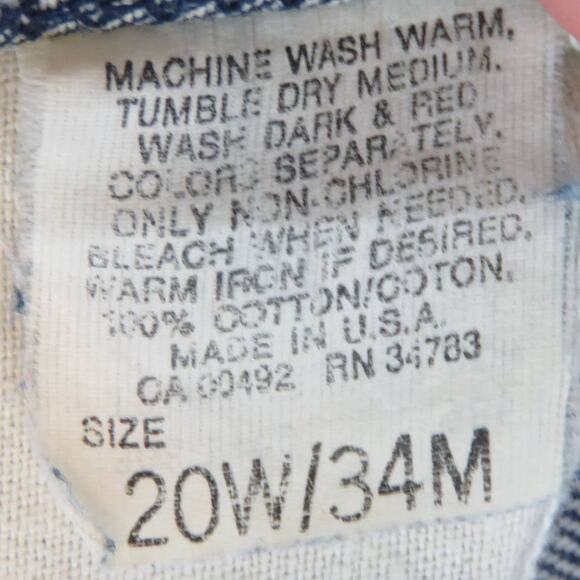 MACHINE WASH WARM.
TUMBLE DRY MEDIUM.
WASH DARK & RED
COLORS SEPARATELY.
ONLY NON-CHLORINE
BLEACH WHEN NEEDED.
WARM IRON IF DESIRED.
100% COTTON/COTON.
MADE IN U.S.A.
CA 00492 RN 34783
SIZE
20W/34M